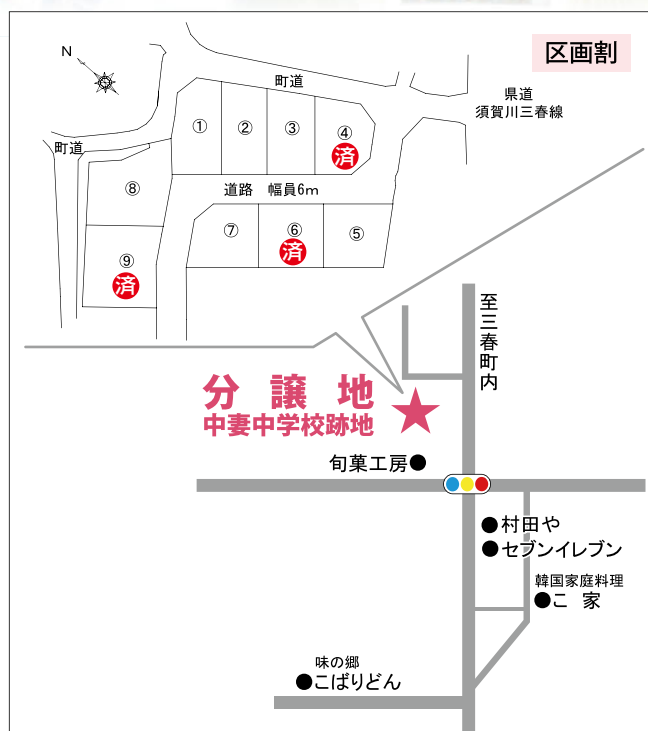 区画割
N
町道
県道
須賀川三春線
①
②
③
④
済
町道
⑧
道路 幅員6m
⑦
⑥
済
⑤
⑨
済
至三春町内
分譲地
中妻中学校跡地
旬菓工房
村田や
セブンイレブン
韓国家庭料理
こ家
味の郷
こばりどん